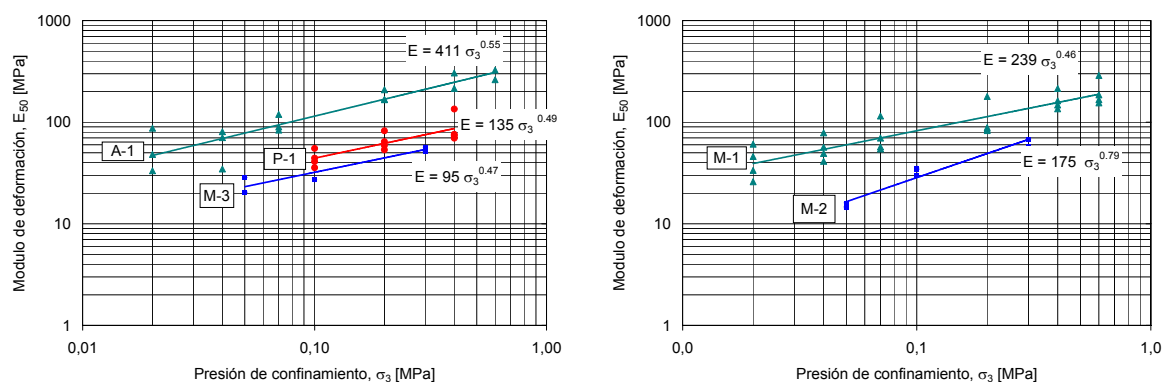 1000
100
10
1
Modulo de deformación, E50 [MPa]
E = 411 σ3^0.55
E = 135 σ3^0.49
E = 95 σ3^0.47
A-1
P-1
M-3
0,01
0,10
1,00
Presión de confinamiento, σ3 [MPa]
1000
100
10
1
Modulo de deformación, E50 [MPa]
E = 239 σ3^0.46
E = 175 σ3^0.79
M-1
M-2
0,0
0,1
1,0
Presión de confinamiento, σ3 [MPa]